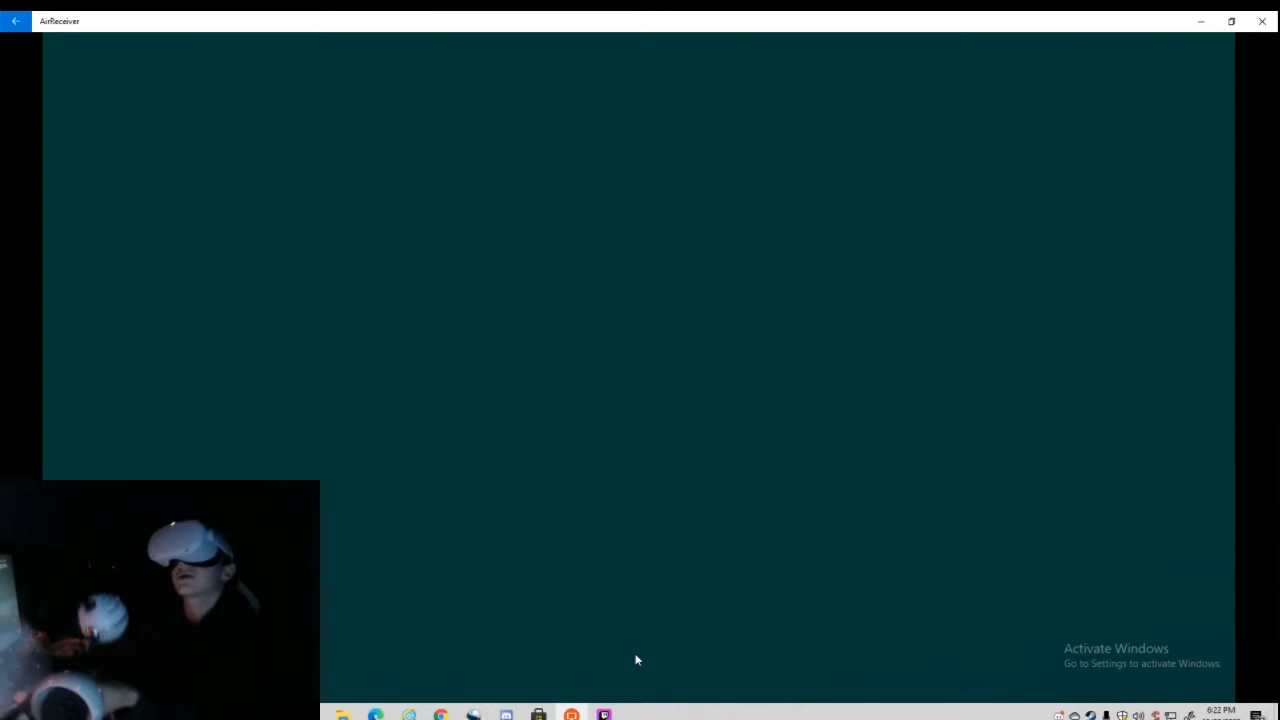 AirReceiver
Activate Windows
Go to Settings to activate Windows.
6:22 PM